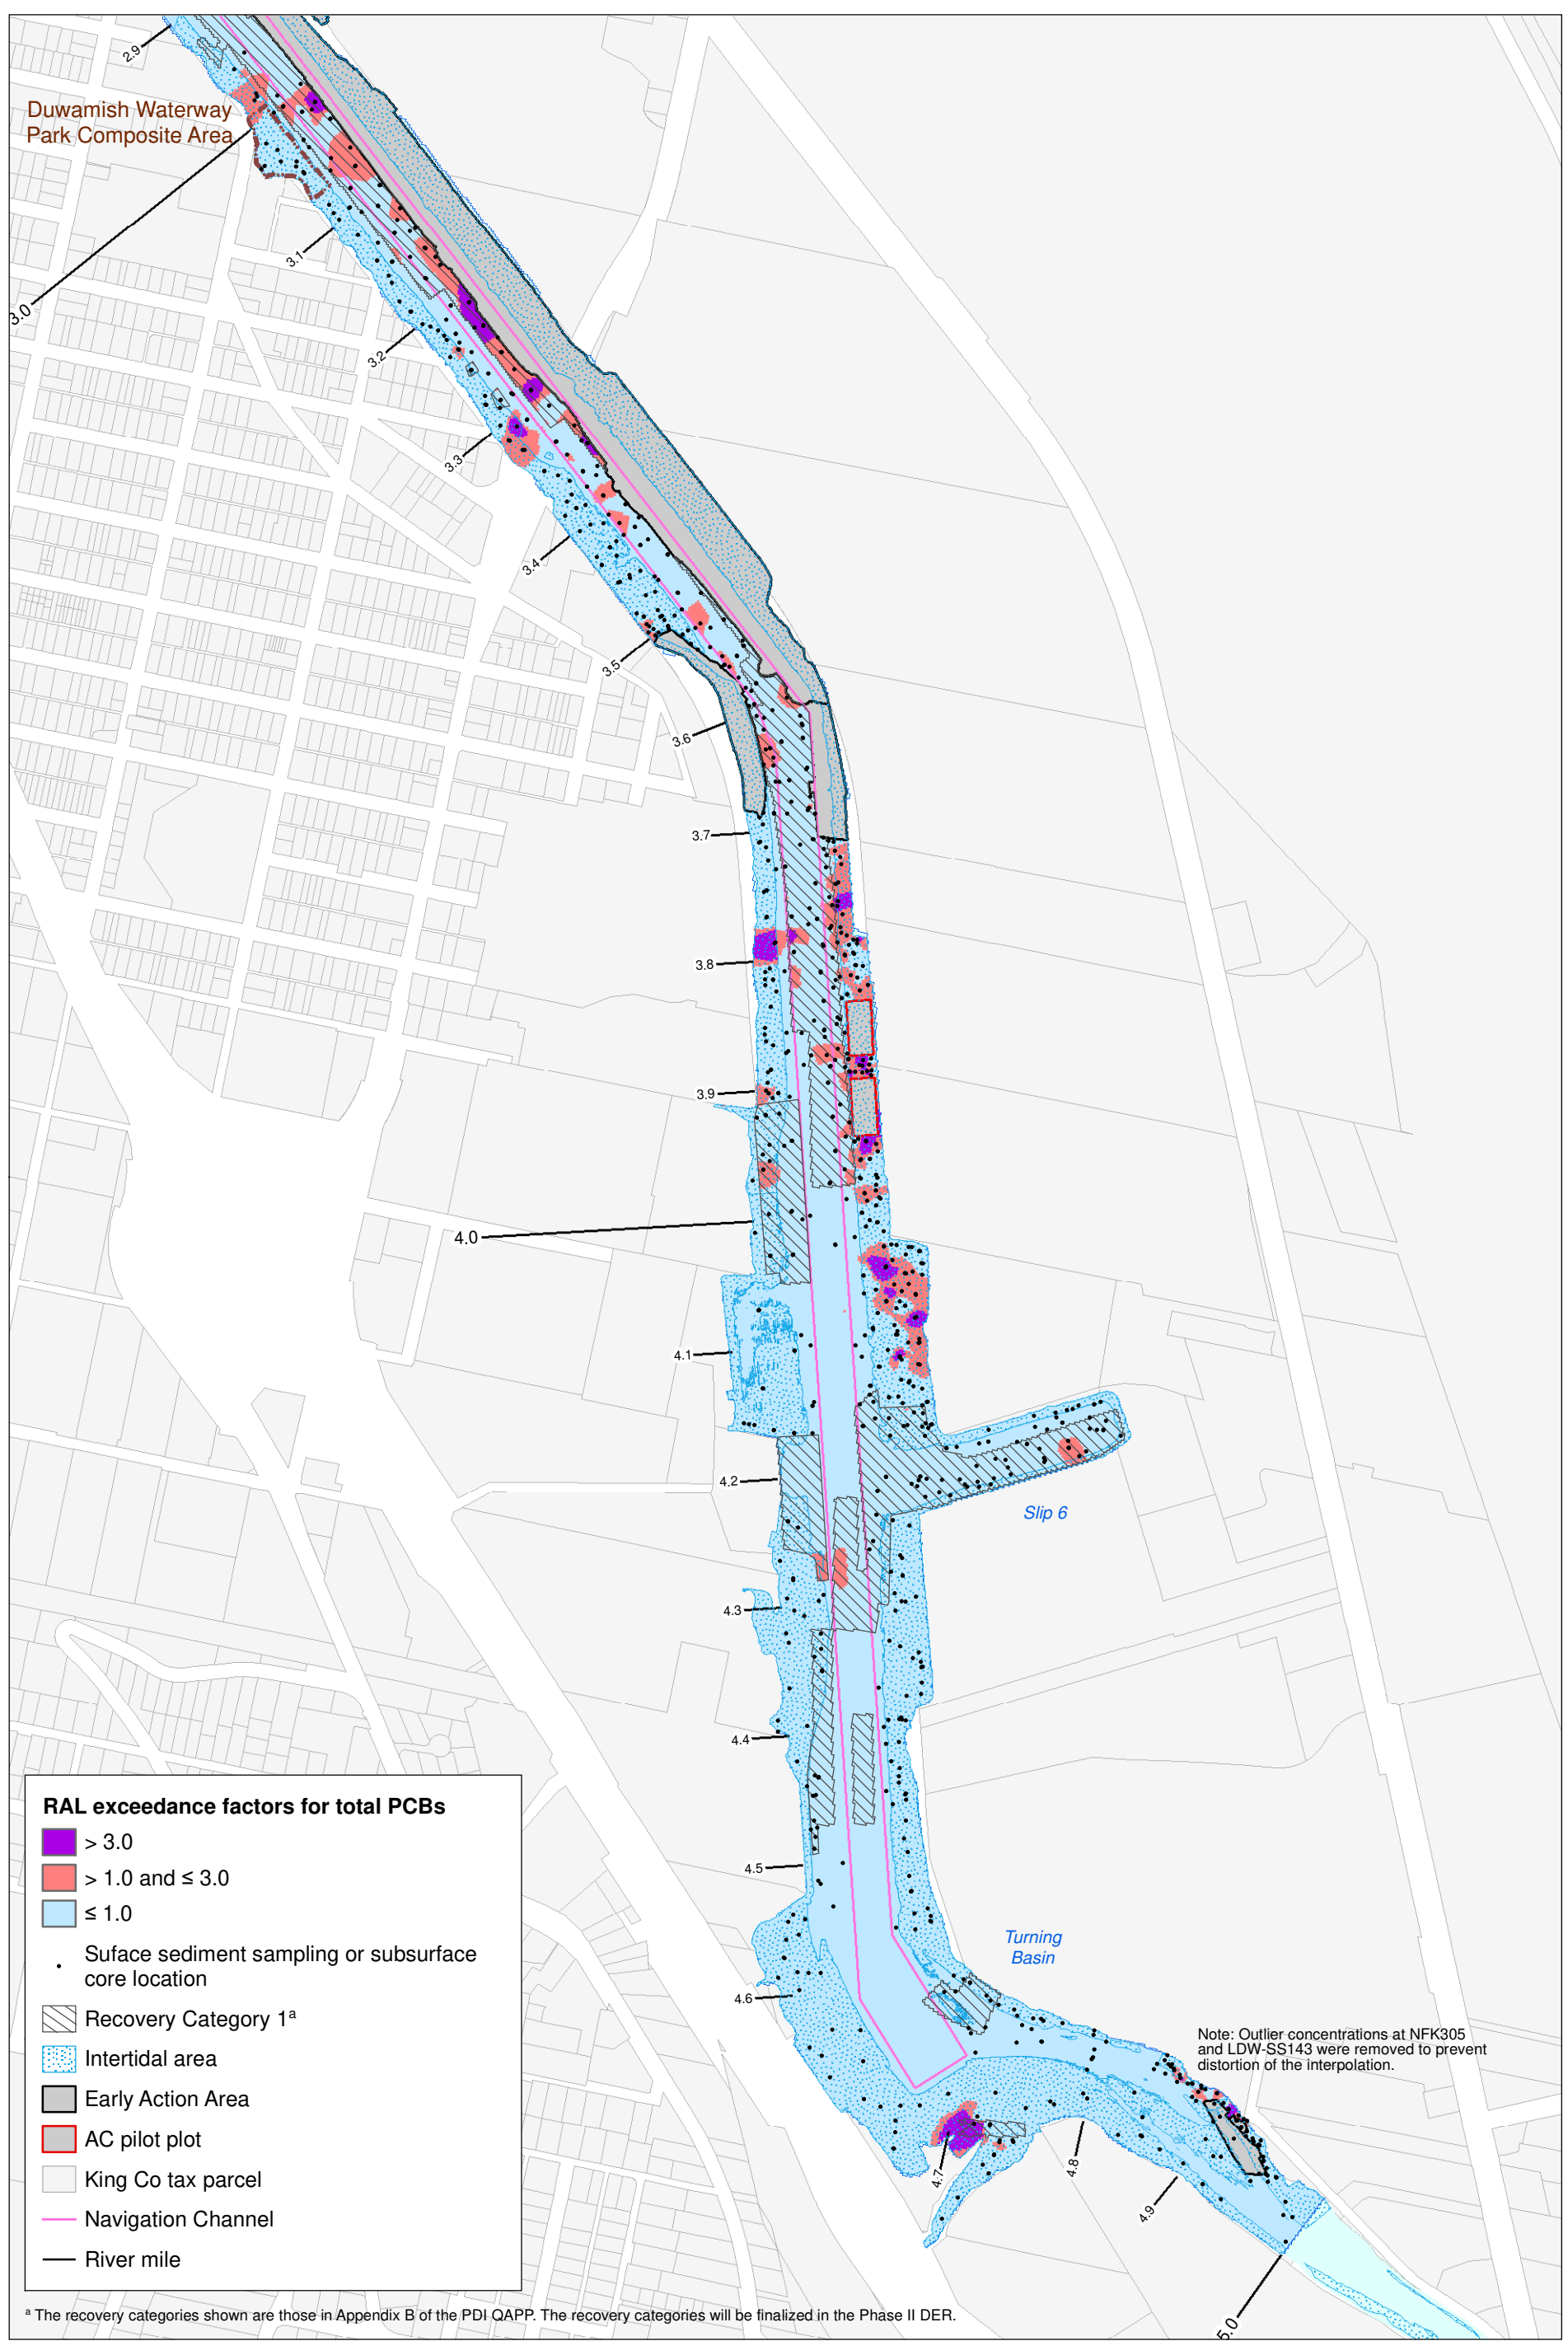 2.9
Duwamish Waterway
Park Composite Area
3.0
3.1
3.2
3.3
3.4
3.5
3.6
3.7
3.8
3.9
4.0
4.1
4.2
Slip 6
4.3
4.4
4.5
Turning
Basin
4.6
Note: Outlier concentrations at NFK305
and LDW-SS143 were removed to prevent
distortion of the interpolation.
4.7
4.8
4.9
5.0
RAL exceedance factors for total PCBs
> 3.0
> 1.0 and ≤ 3.0
≤ 1.0
Suface sediment sampling or subsurface
core location
Recovery Category 1ª
Intertidal area
Early Action Area
AC pilot plot
King Co tax parcel
Navigation Channel
River mile
ª The recovery categories shown are those in Appendix B of the PDI QAPP. The recovery categories will be finalized in the Phase II DER.